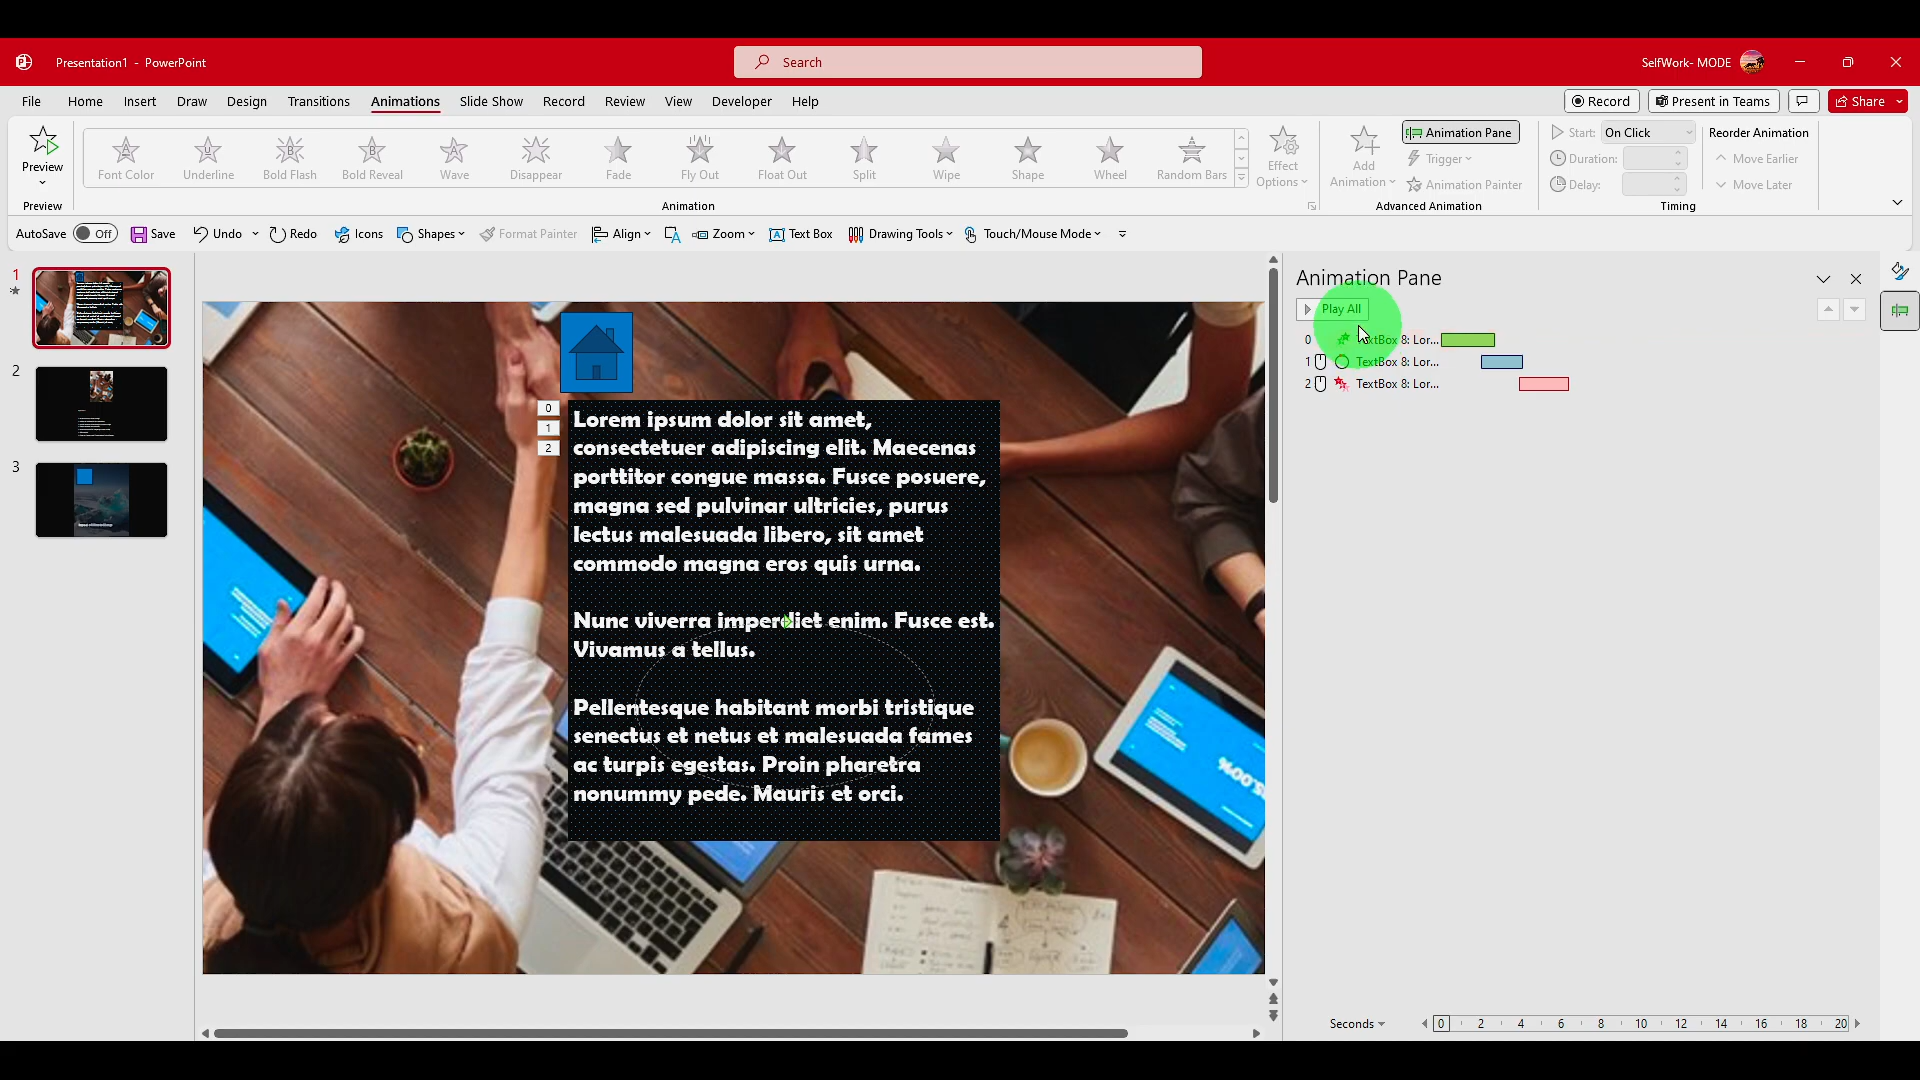 Presentation1 - PowerPoint
Search
SelfWork- MODE
File Home Insert Draw Design Transitions Animations Slide Show Record Review View Developer Help
Record Present in Teams Share
Preview
Font Color Underline Bold Flash Bold Reveal Wave Disappear Fade Fly Out Float Out Split Wipe Shape Wheel Random Bars
Effect Options
Add Animation
Animation Pane
Trigger
Animation Painter
Start: On Click
Duration:
Delay:
Reorder Animation
Move Earlier
Move Later
Preview Animation Advanced Animation Timing
AutoSave Off Save Undo Redo Icons Shapes Format Painter Align Zoom Text Box Drawing Tools Touch/Mouse Mode
1
2
3
0
1
2
Lorem ipsum dolor sit amet,
consectetuer adipiscing elit. Maecenas
porttitor congue massa. Fusce posuere,
magna sed pulvinar ultricies, purus
lectus malesuada libero, sit amet
commodo magna eros quis urna.
Nunc viverra imperdiet enim. Fusce est.
Vivamus a tellus.
Pellentesque habitant morbi tristique
senectus et netus et malesuada fames
ac turpis egestas. Proin pharetra
nonummy pede. Mauris et orci.
Animation Pane
Play All
0 TextBox 8: Lor...
1 TextBox 8: Lor...
2 TextBox 8: Lor...
Seconds 0 2 4 6 8 10 12 14 16 18 20